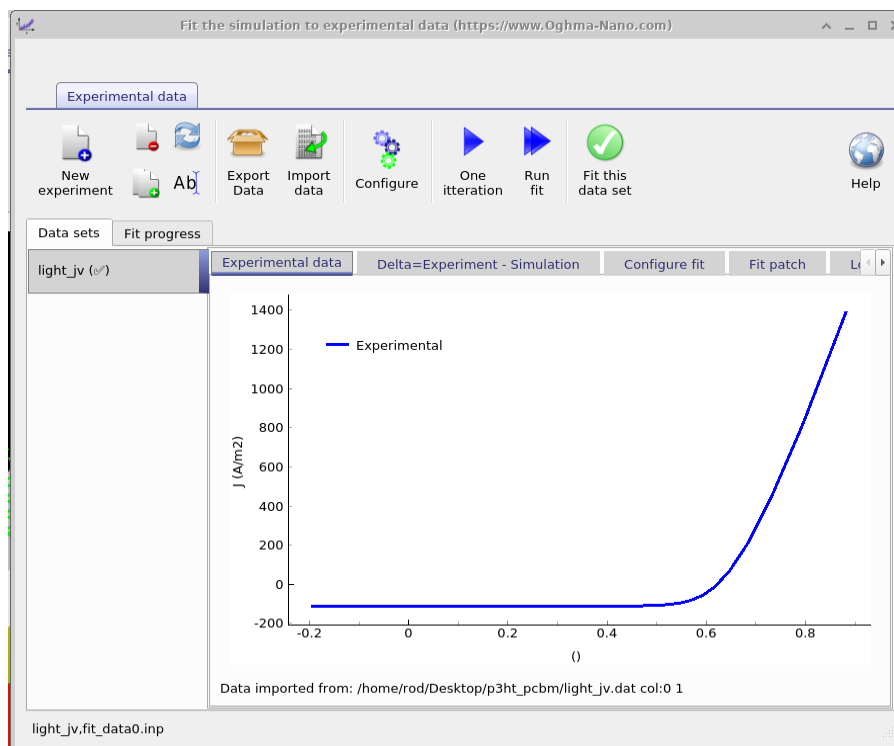 Fit the simulation to experimental data (https://www.Oghma-Nano.com)
Experimental data
New experiment
Ab
Export Data
Import data
Configure
One itteration
Run fit
Fit this data set
Help
Data sets
Fit progress
light_jv (✅)
Experimental data
Delta=Experiment - Simulation
Configure fit
Fit patch
Experimental
J (A/m2)
1400
1200
1000
800
600
400
200
0
-200
-0.2
0
0.2
0.4
0.6
0.8
()
Data imported from: /home/rod/Desktop/p3ht_pcbm/light_jv.dat col:0 1
light_jv,fit_data0.inp